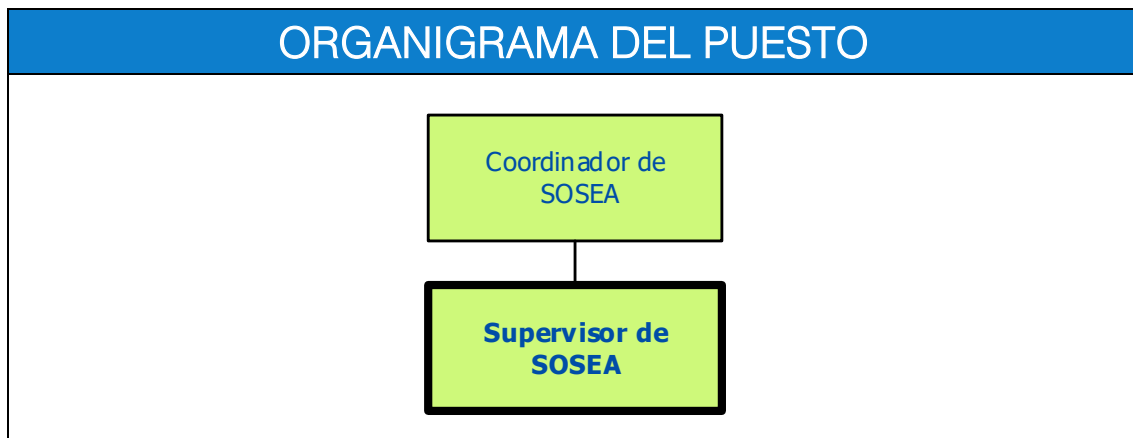 ORGANIGRAMA DEL PUESTO
Coordinador de
SOSEA
Supervisor de
SOSEA